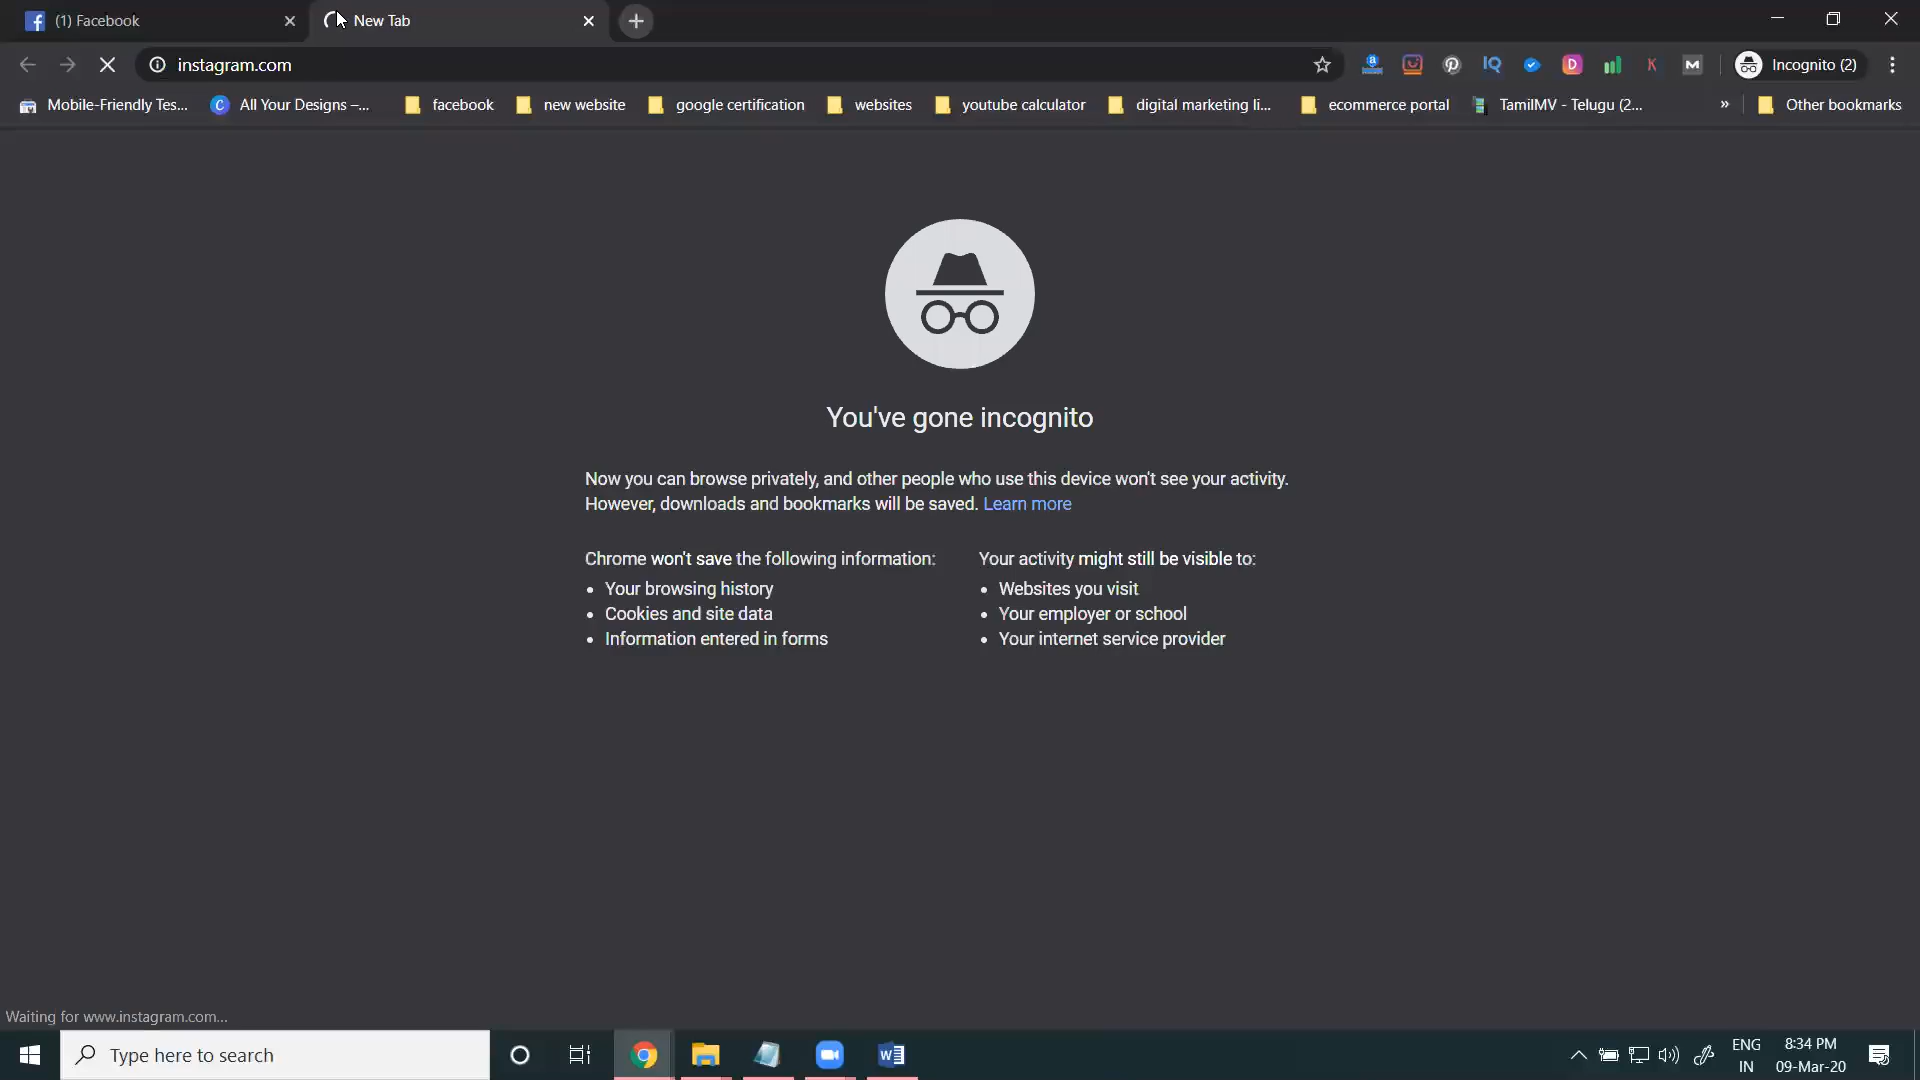 (1) Facebook
New Tab
instagram.com
Incognito (2)
Mobile-Friendly Tes...
All Your Designs –...
facebook
new website
google certification
websites
youtube calculator
digital marketing li...
ecommerce portal
TamilMV - Telugu (2...
»
Other bookmarks
You've gone incognito
Now you can browse privately, and other people who use this device won't see your activity.
However, downloads and bookmarks will be saved. Learn more
Chrome won't save the following information:
• Your browsing history
• Cookies and site data
• Information entered in forms
Your activity might still be visible to:
• Websites you visit
• Your employer or school
• Your internet service provider
Waiting for www.instagram.com...
Type here to search
ENG
IN
8:34 PM
09-Mar-20